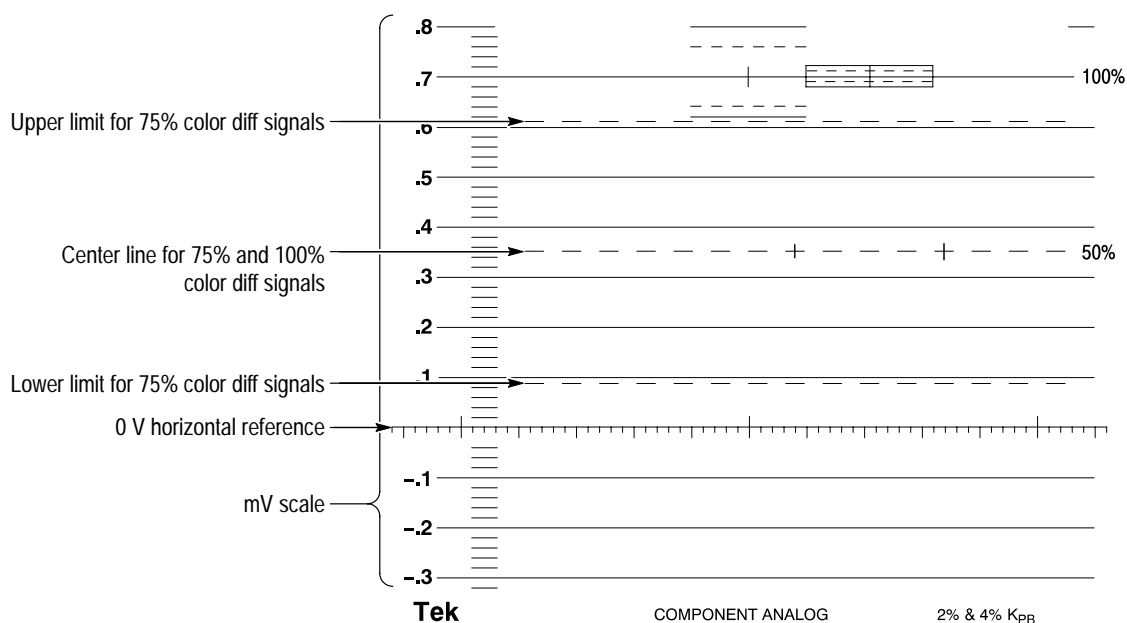 .8
.7
100%
Upper limit for 75% color diff signals
.6
.5
.4
Center line for 75% and 100%
color diff signals
50%
.3
.2
Lower limit for 75% color diff signals
.1
0 V horizontal reference
–.1
mV scale
–.2
–.3
Tek
COMPONENT ANALOG
2% & 4% KPB